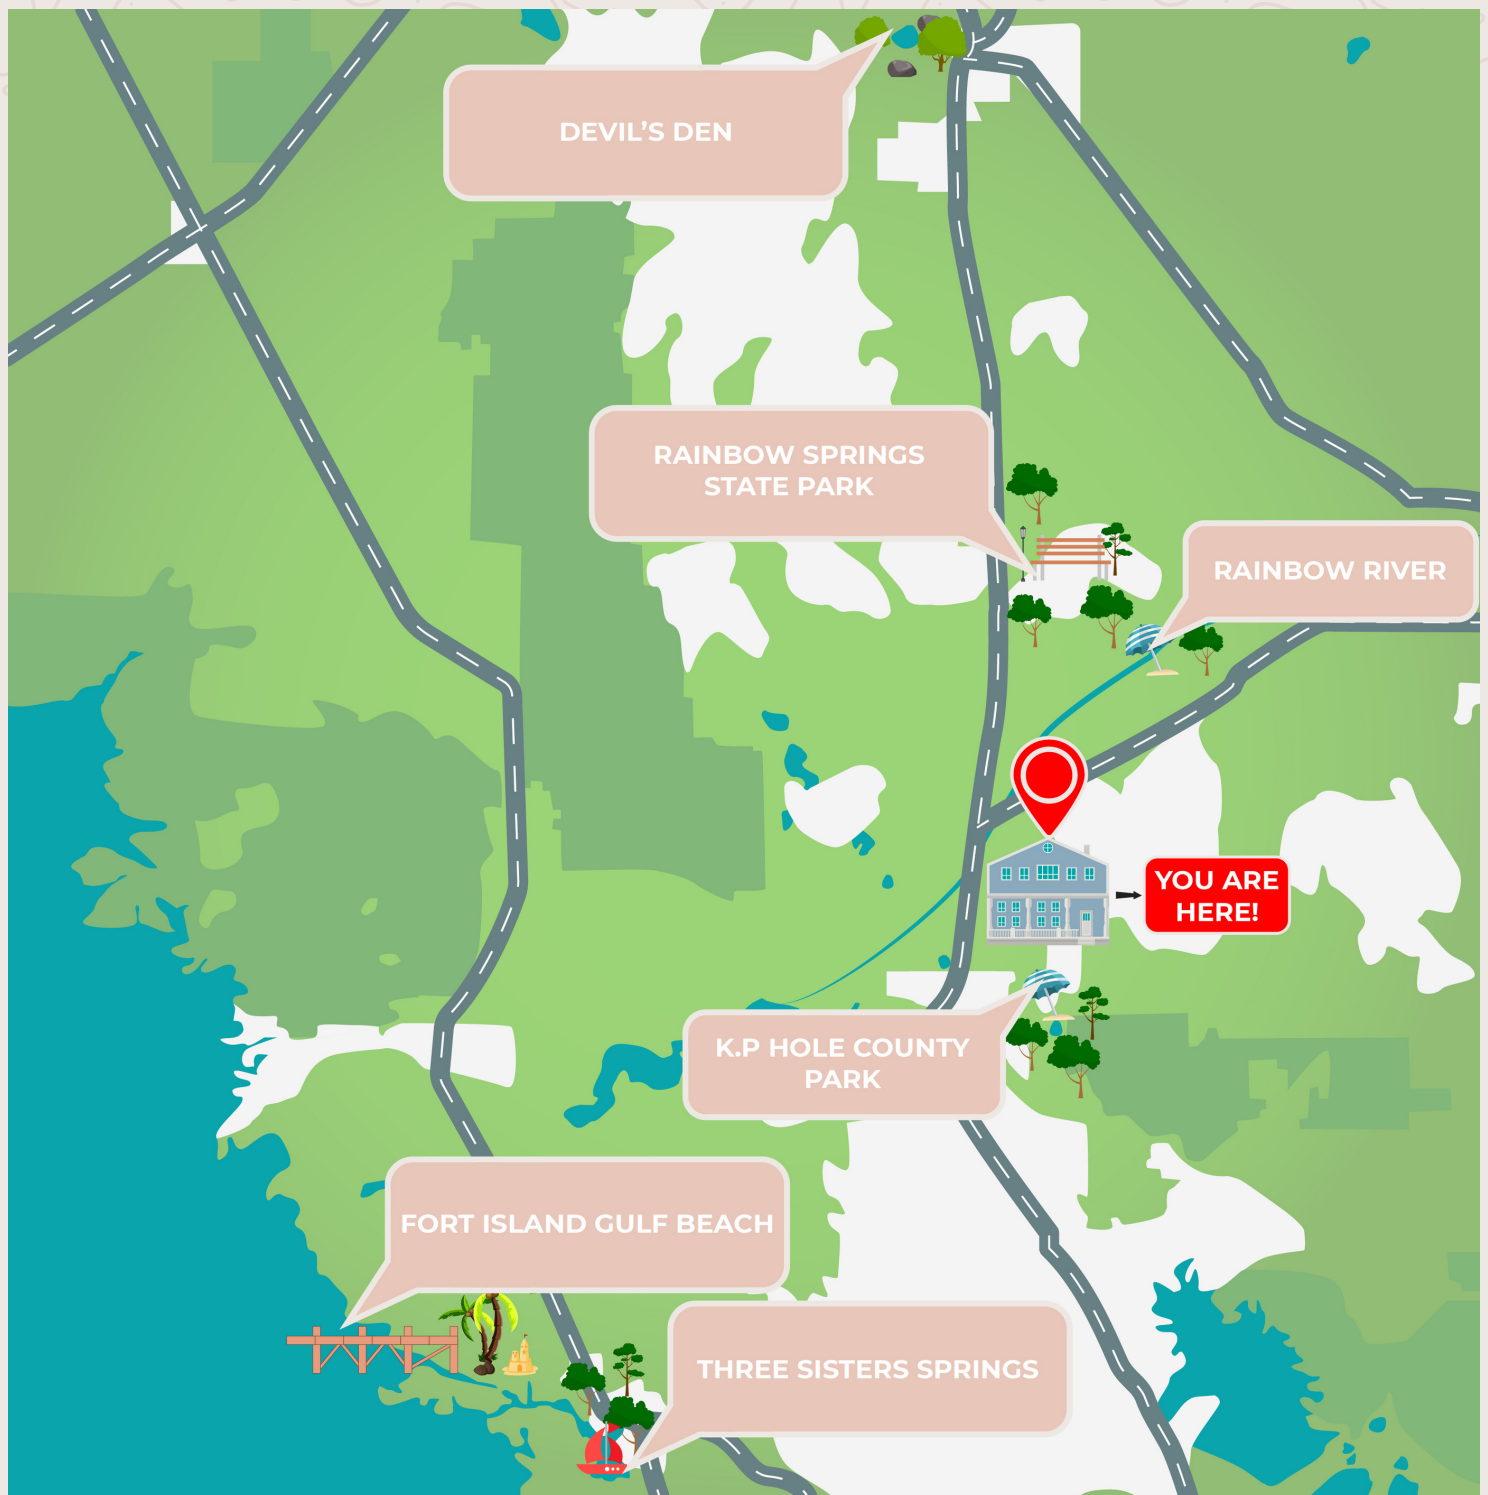 DEVIL’S DEN
RAINBOW SPRINGS
STATE PARK
RAINBOW RIVER
YOU ARE
HERE!
K.P HOLE COUNTY
PARK
FORT ISLAND GULF BEACH
THREE SISTERS SPRINGS